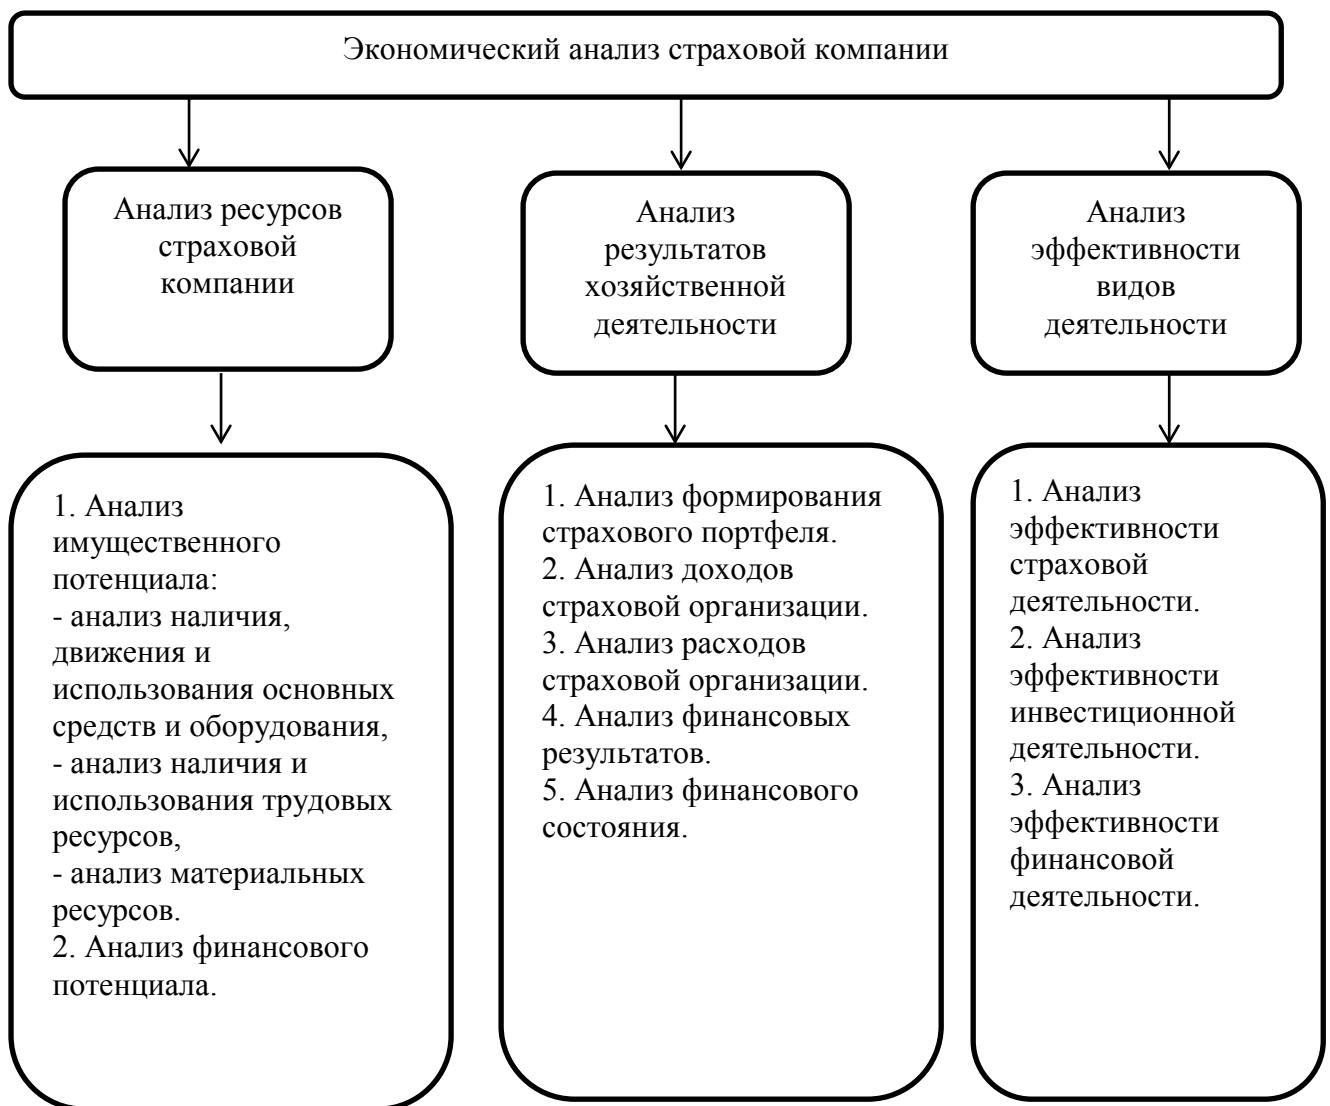 Экономический анализ страховой компании
Анализ ресурсов
страховой
компании
Анализ
результатов
хозяйственной
деятельности
Анализ
эффективности
видов
деятельности
1. Анализ
имущественного
потенциала:
- анализ наличия,
движения и
использования основных
средств и оборудования,
- анализ наличия и
использования трудовых
ресурсов,
- анализ материальных
ресурсов.
2. Анализ финансового
потенциала.
1. Анализ формирования
страхового портфеля.
2. Анализ доходов
страховой организации.
3. Анализ расходов
страховой организации.
4. Анализ финансовых
результатов.
5. Анализ финансового
состояния.
1. Анализ
эффективности
страховой
деятельности.
2. Анализ
эффективности
инвестиционной
деятельности.
3. Анализ
эффективности
финансовой
деятельности.